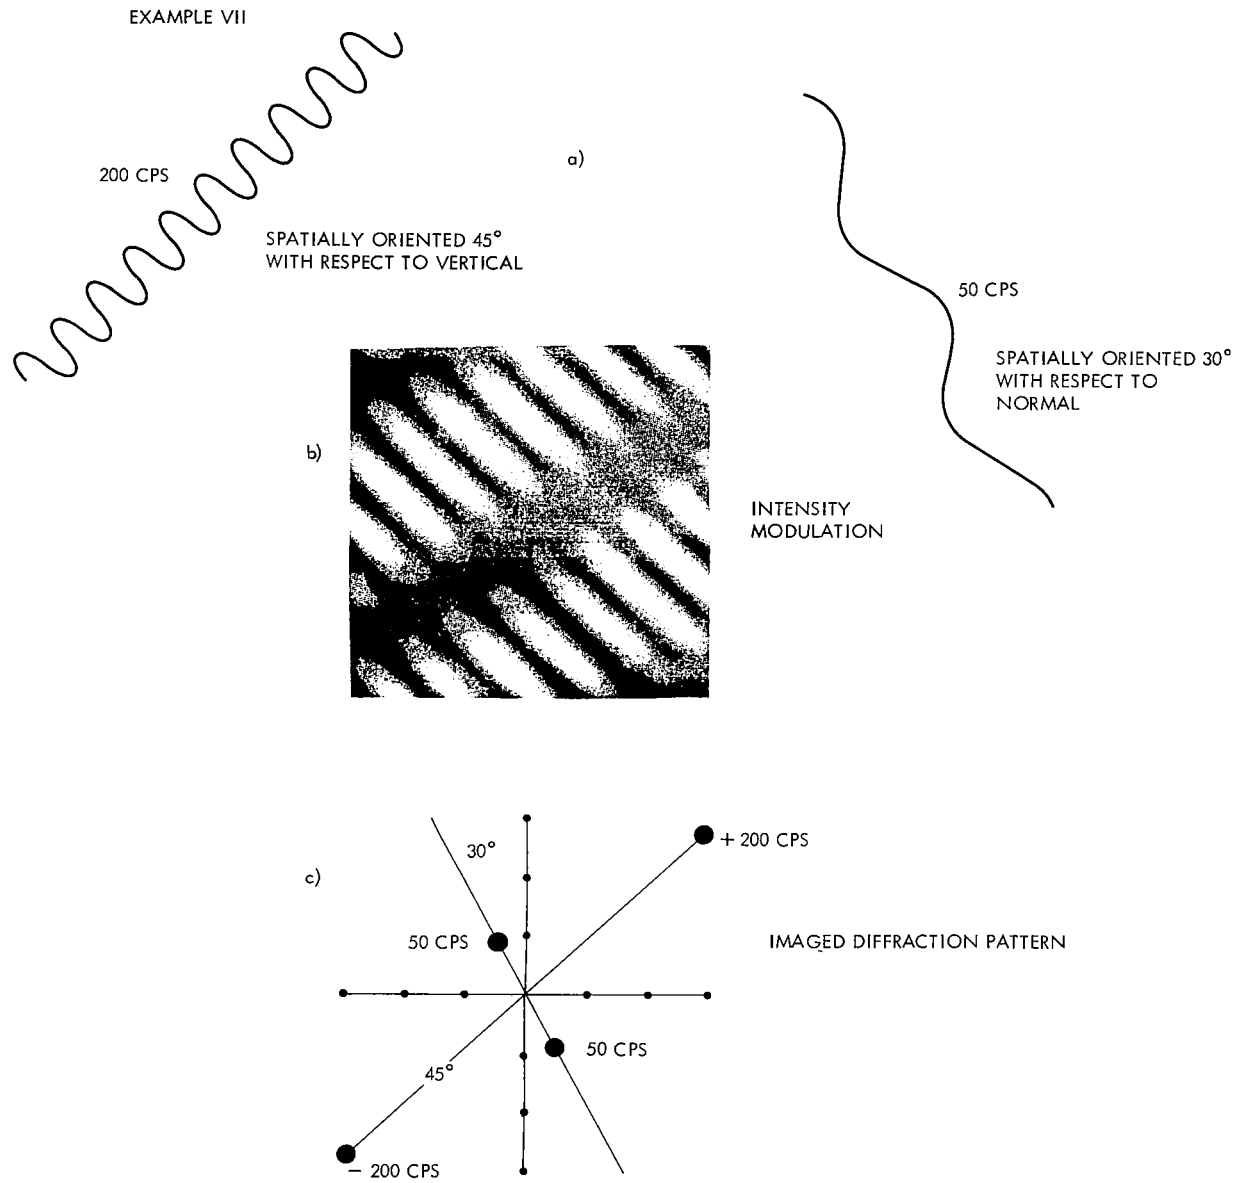 EXAMPLE VII
200 CPS
a)
SPATIALLY ORIENTED 45°
WITH RESPECT TO VERTICAL
50 CPS
SPATIALLY ORIENTED 30°
WITH RESPECT TO
NORMAL
b)
INTENSITY
MODULATION
c)
30°
+ 200 CPS
50 CPS
IMAGED DIFFRACTION PATTERN
50 CPS
45°
– 200 CPS